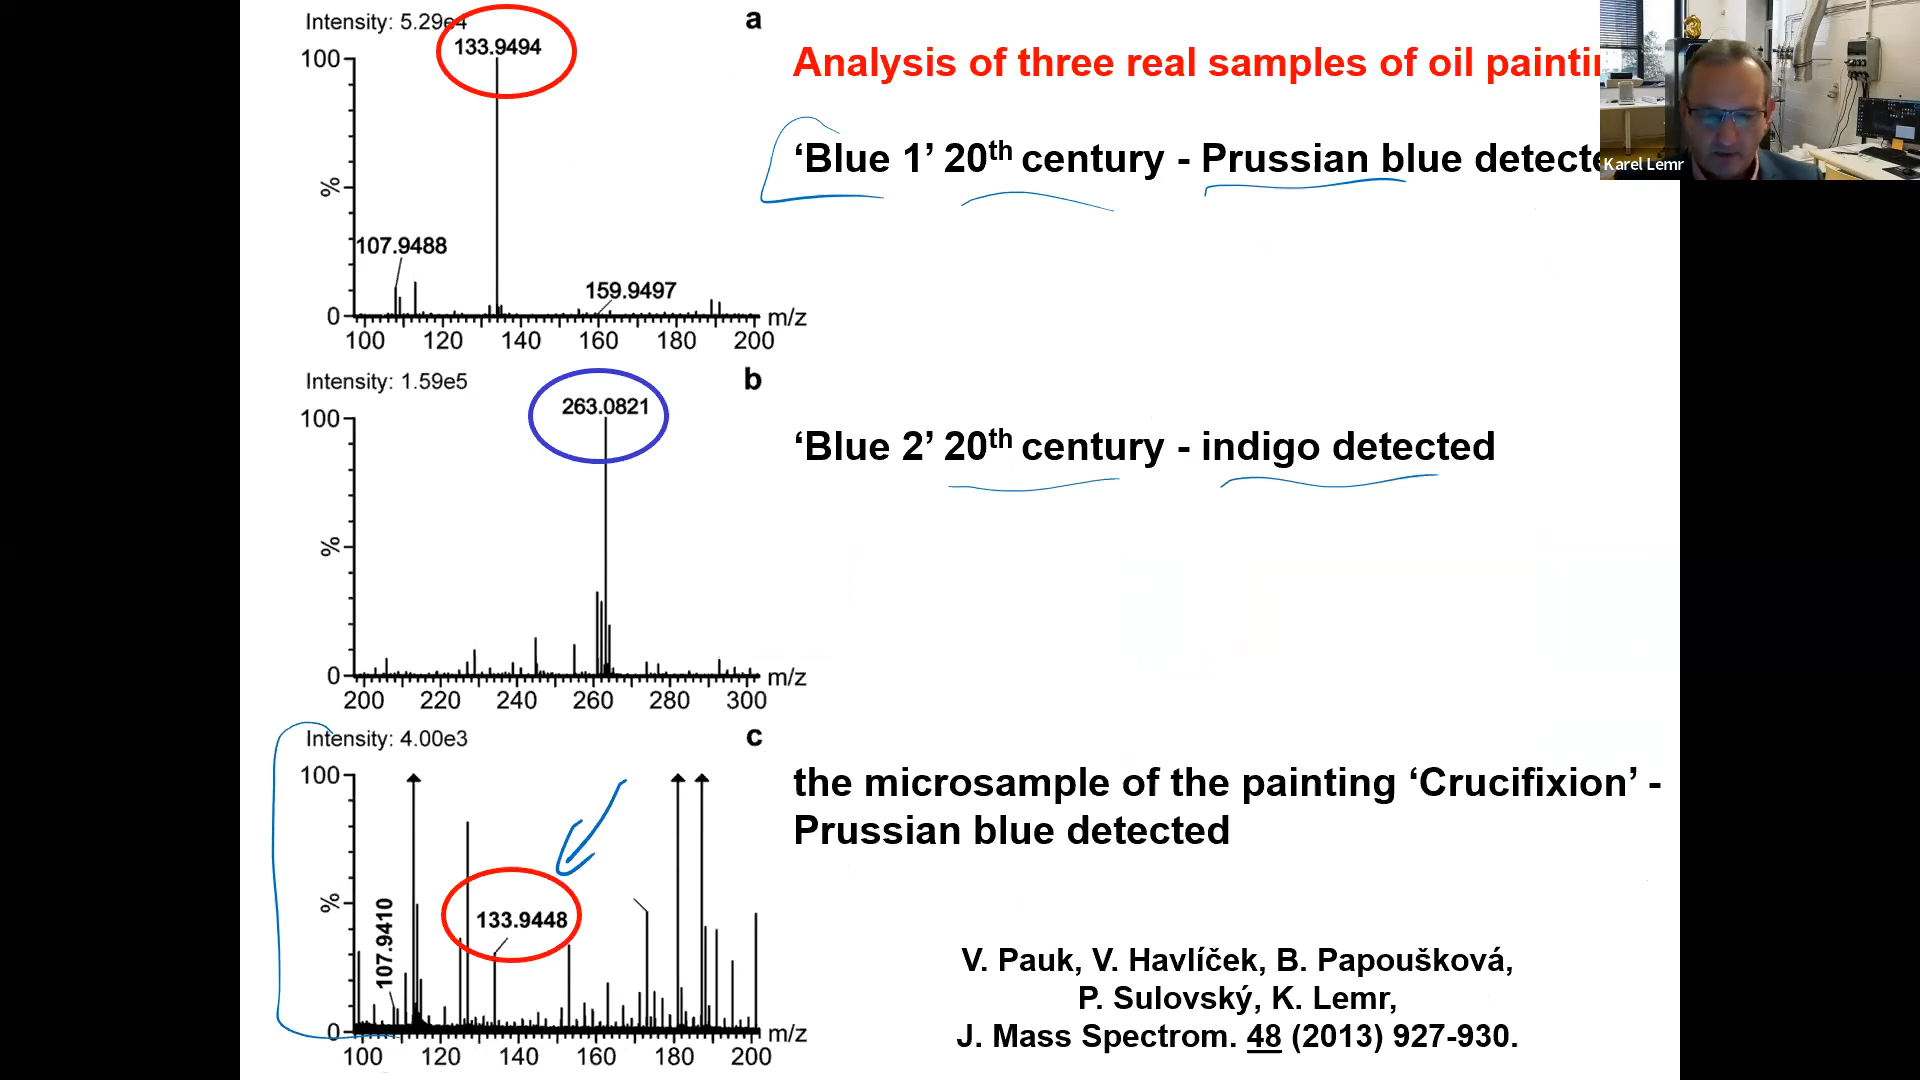 Intensity: 5.29e4
a
133.9494
100
%
107.9488
159.9497
0
m/z
100 120 140 160 180 200
Analysis of three real samples of oil
‘Blue 1’ 20th century - Prussian blue
Karel Lemr
Intensity: 1.59e5
b
263.0821
100
%
0
m/z
200 220 240 260 280 300
‘Blue 2’ 20th century - indigo detected
Intensity: 4.00e3
c
100
%
107.9410
133.9448
0
m/z
100 120 140 160 180 200
the microsample of the painting ‘Crucifixion’ -
Prussian blue detected
V. Pauk, V. Havlíček, B. Papoušková,
P. Sulovský, K. Lemr,
J. Mass Spectrom. 48 (2013) 927-930.